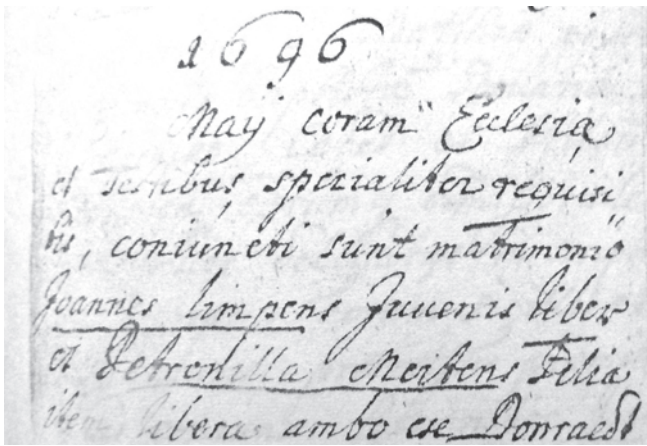 1696
May coram Ecclesia
et testibus specialiter requisi
tis, coniuncti sunt matrimonio
Joannes limpens Juvenis liber
et Petronilla Meitens Filia
item libera ambo ex Donraedt